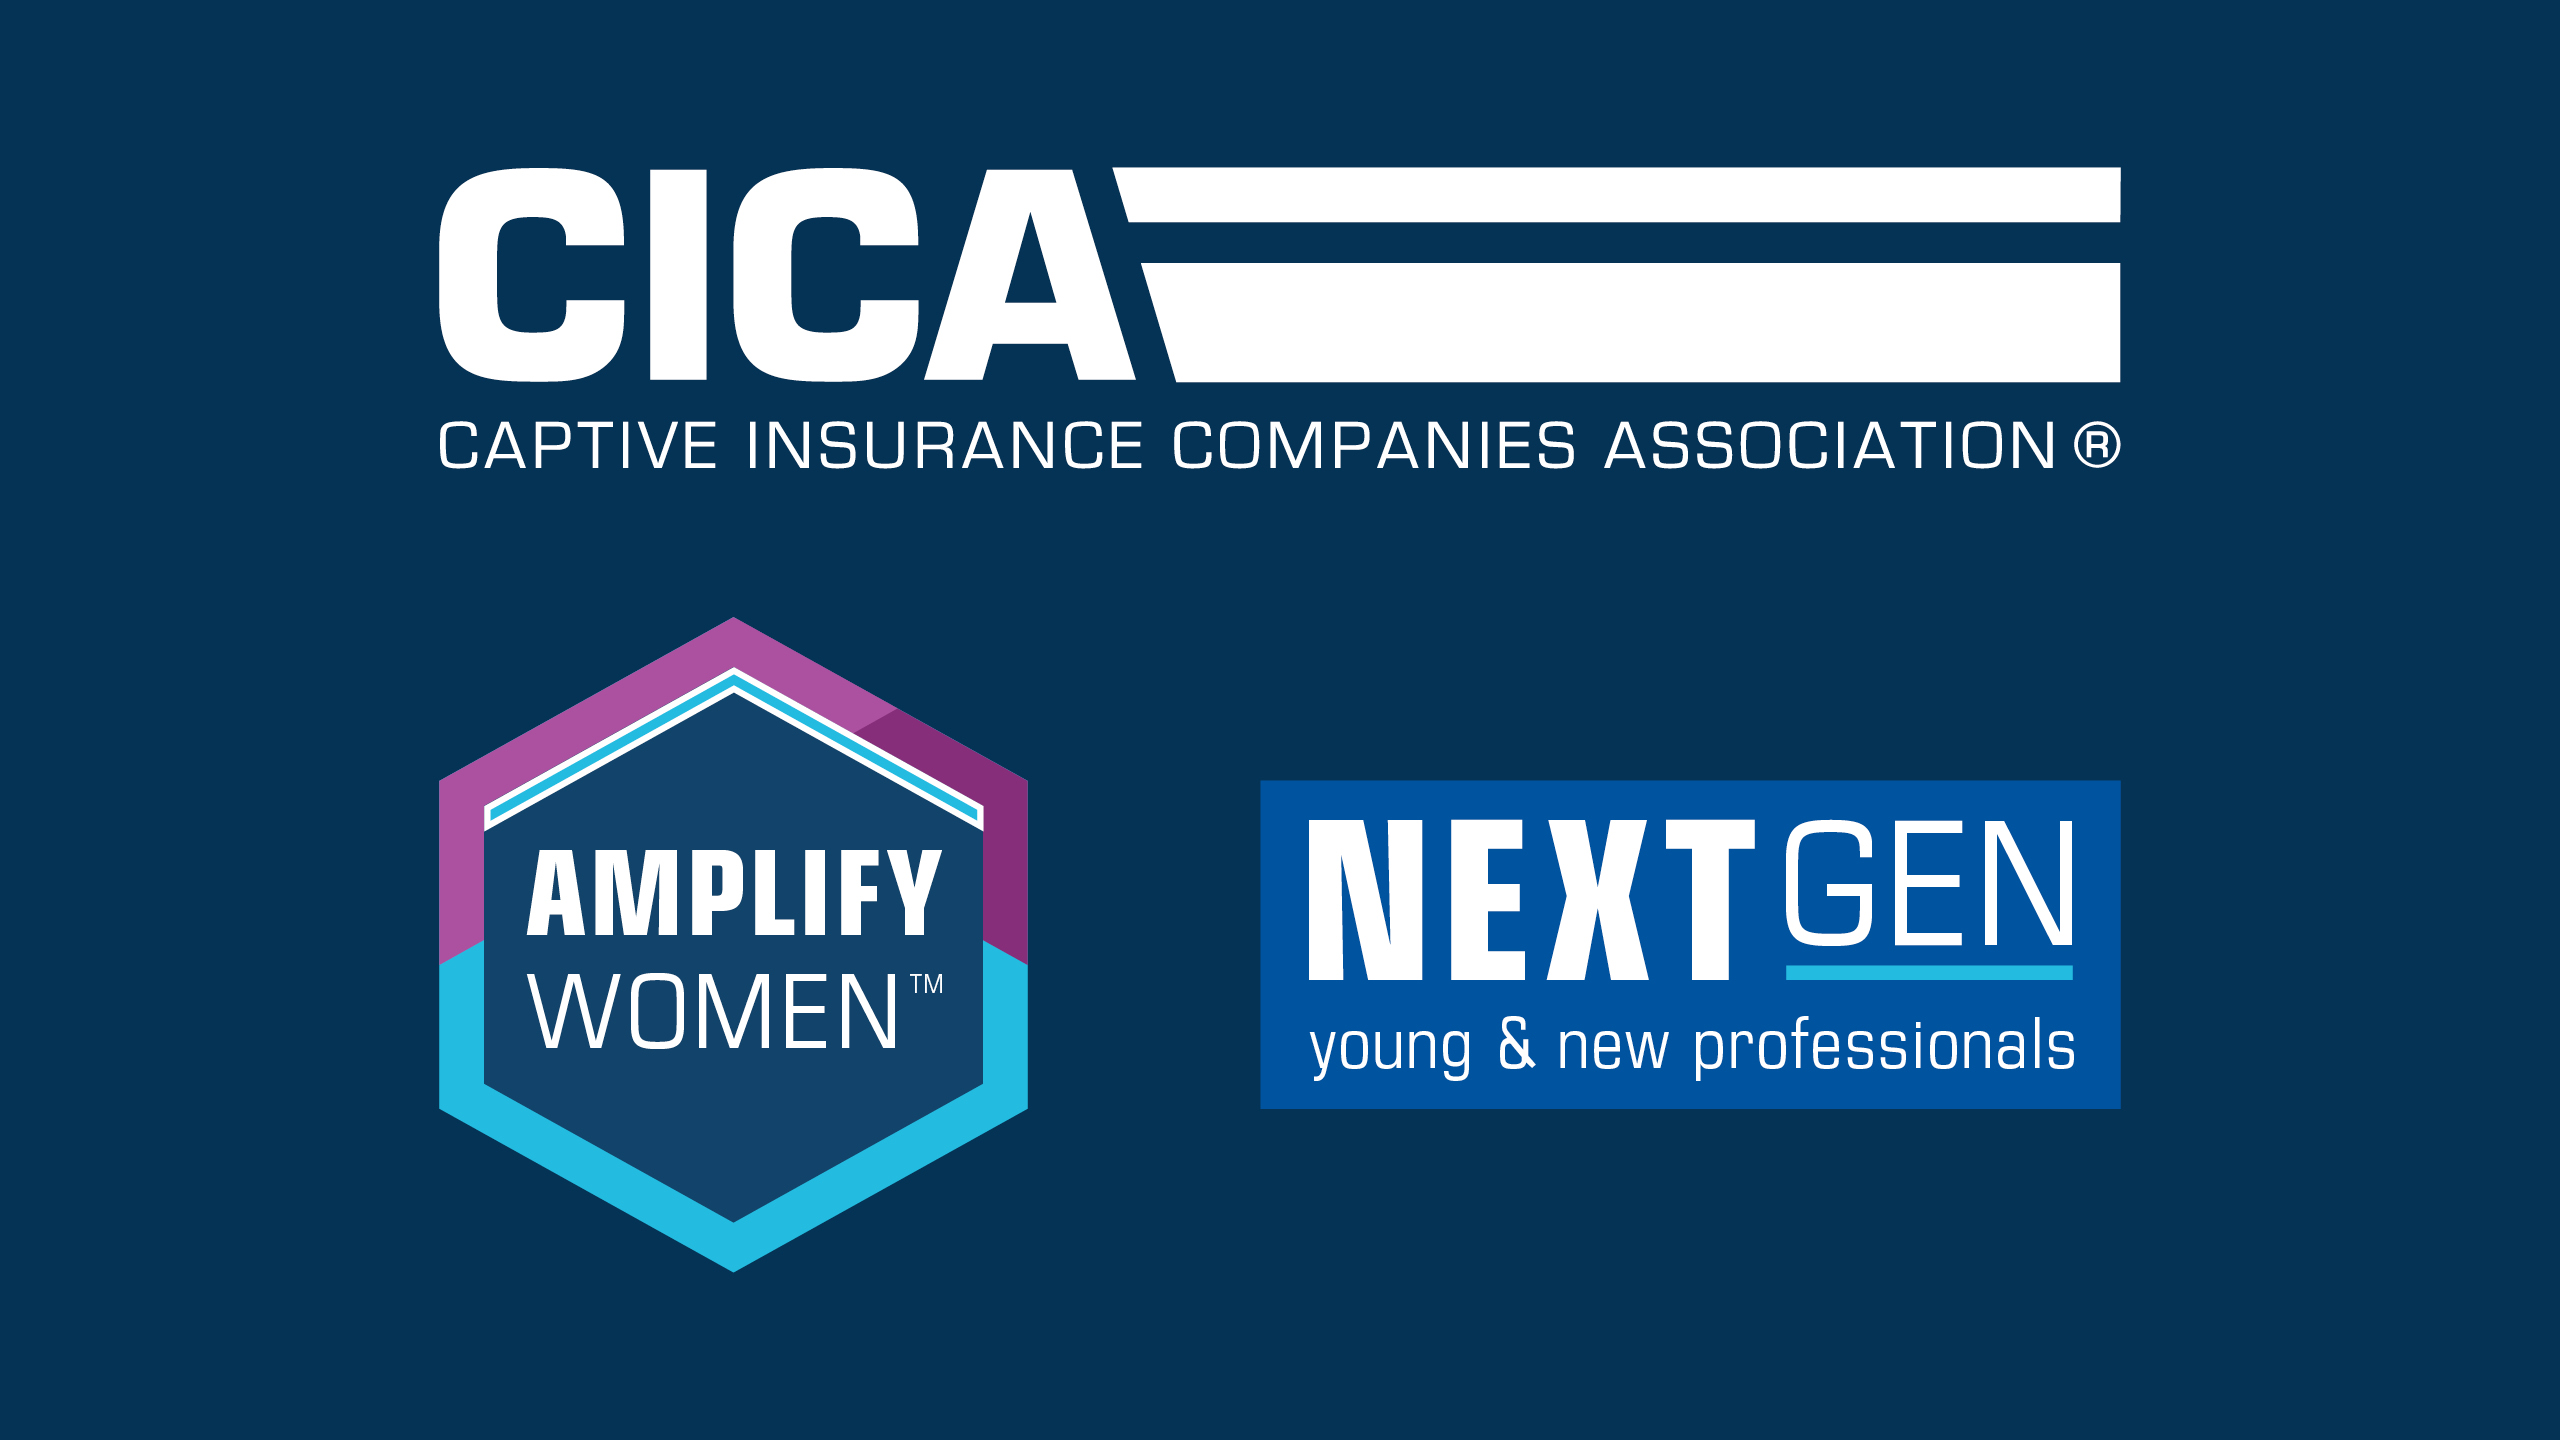 CICA
CAPTIVE INSURANCE COMPANIES ASSOCIATION ®
AMPLIFY
WOMEN™
NEXTGEN
young & new professionals